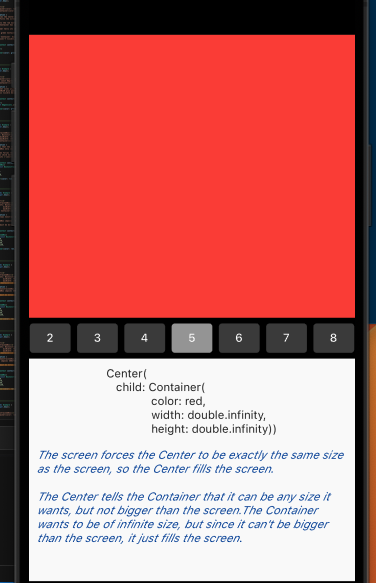 2 3 4 5 6 7 8
Center(
child: Container(
color: red,
width: double.infinity,
height: double.infinity))
The screen forces the Center to be exactly the same size
as the screen, so the Center fills the screen.
The Center tells the Container that it can be any size it
wants, but not bigger than the screen.The Container
wants to be of infinite size, but since it can't be bigger
than the screen, it just fills the screen.